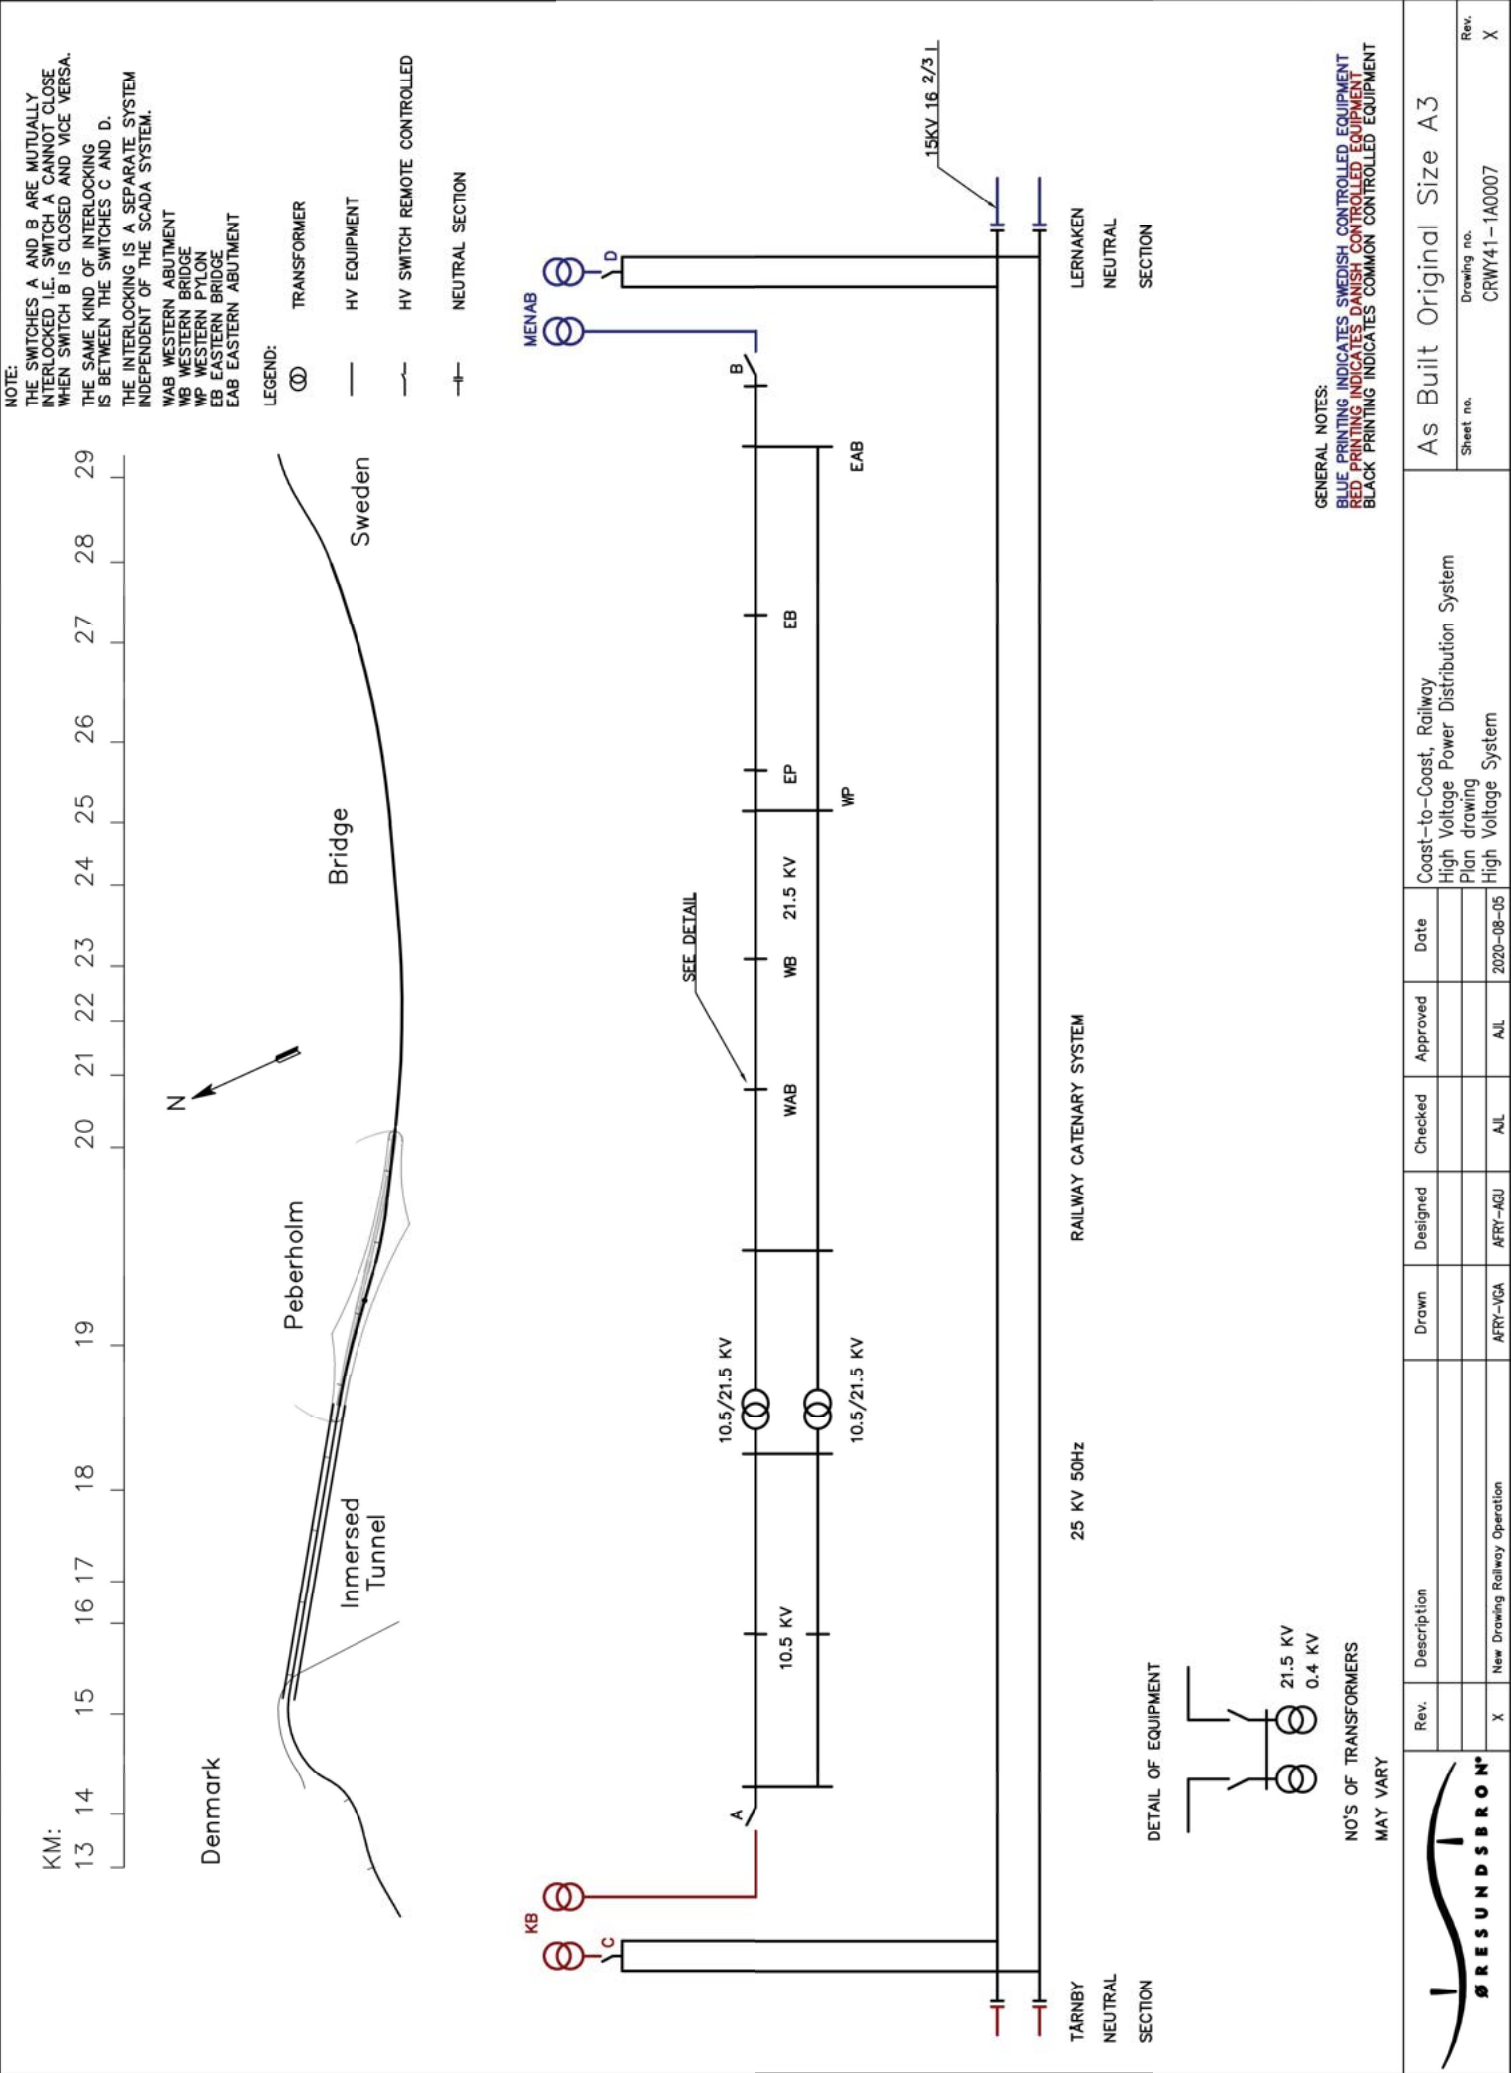 KM:
13 14 15 16 17 18 19 20 21 22 23 24 25 26 27 28 29
Denmark
Inmersed
Tunnel
Peberholm
N
Bridge
Sweden
NOTE:
THE SWITCHES A AND B ARE MUTUALLY
INTERLOCKED I.E. SWITCH A CANNOT CLOSE
WHEN SWITCH B IS CLOSED AND VICE VERSA.
THE SAME KIND OF INTERLOCKING
IS BETWEEN THE SWITCHES C AND D.
THE INTERLOCKING IS A SEPARATE SYSTEM
INDEPENDENT OF THE SCADA SYSTEM.
WAB WESTERN ABUTMENT
WB WESTERN BRIDGE
WP WESTERN PYLON
EB EASTERN BRIDGE
EAB EASTERN ABUTMENT
LEGEND:
TRANSFORMER
HV EQUIPMENT
HV SWITCH REMOTE CONTROLLED
NEUTRAL SECTION
KB
C
A
10.5 KV
10.5/21.5 KV
10.5/21.5 KV
SEE DETAIL
WAB
WB
21.5 KV
WP
EP
EB
EAB
B
MENAB
D
15KV 16 2/3 |
TÅRNBY
NEUTRAL
SECTION
25 KV 50Hz
RAILWAY CATENARY SYSTEM
LERNAKEN
NEUTRAL
SECTION
DETAIL OF EQUIPMENT
21.5 KV
0.4 KV
NO'S OF TRANSFORMERS
MAY VARY
GENERAL NOTES:
BLUE PRINTING INDICATES SWEDISH CONTROLLED EQUIPMENT
RED PRINTING INDICATES DANISH CONTROLLED EQUIPMENT
BLACK PRINTING INDICATES COMMON CONTROLLED EQUIPMENT
ØRESUNDSBRON
Rev. Description Drawn Designed Checked Approved Date
X New Drawing Railway Operation AFRY-VGA AFRY-AGU AJL AJL 2020-08-05
Coast-to-Coast, Railway
High Voltage Power Distribution System
Plan drawing
High Voltage System
As Built Original Size A3
Sheet no. Drawing no. Rev.
CRWY41-1A0007 X